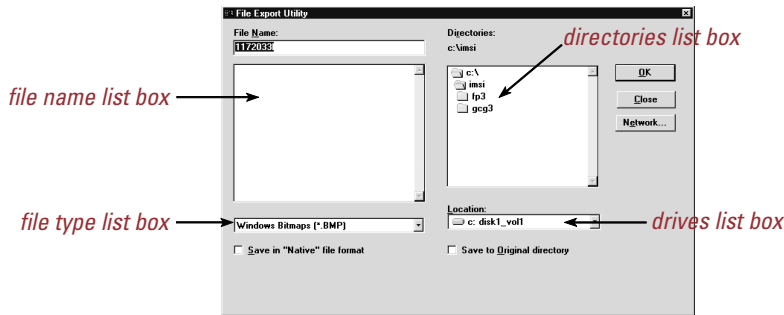 File Export Utility
File Name:
1172033i
Directories:
c:\imsi
directories list box
c:\
imsi
fp3
gcg3
OK
Close
Network...
file name list box
file type list box
Windows Bitmaps (*.BMP)
Location:
c: disk1_vol1
drives list box
Save in "Native" file format
Save to Original directory